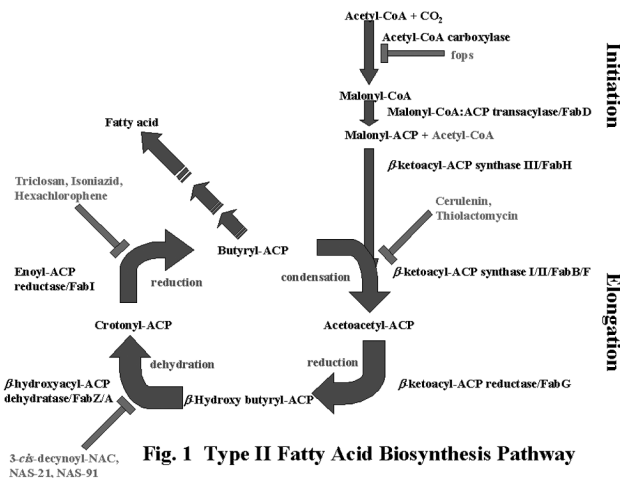 Acetyl-CoA + CO2
Acetyl-CoA carboxylase
fops
Initiation
Malonyl-CoA
Malonyl-CoA:ACP transacylase/FabD
Fatty acid
Malonyl-ACP + Acetyl-CoA
β-ketoacyl-ACP synthase III/FabH
Triclosan, Isoniazid,
Hexachlorophene
Cerulenin,
Thiolactomycin
Butyryl-ACP
Enoyl-ACP
reductase/FabI
reduction
condensation
β-ketoacyl-ACP synthase I/II/FabB/F
Elongation
Crotonyl-ACP
Acetoacetyl-ACP
dehydration
reduction
β-hydroxyacyl-ACP
dehydratase/FabZ/A
β-Hydroxy butyryl-ACP
β-ketoacyl-ACP reductase/FabG
3-cis-decynoyl-NAC,
NAS-21, NAS-91
Fig. 1 Type II Fatty Acid Biosynthesis Pathway